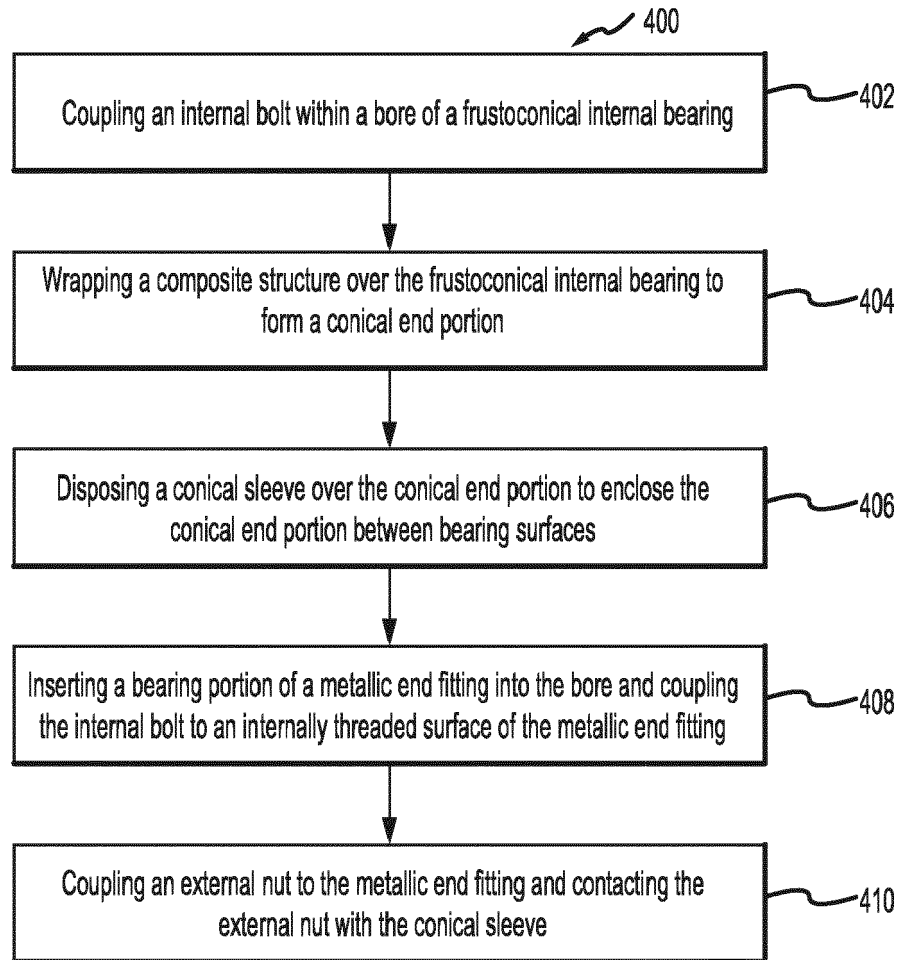 400
Coupling an internal bolt within a bore of a frustoconical internal bearing
402
Wrapping a composite structure over the frustoconical internal bearing to
form a conical end portion
404
Disposing a conical sleeve over the conical end portion to enclose the
conical end portion between bearing surfaces
406
Inserting a bearing portion of a metallic end fitting into the bore and coupling
the internal bolt to an internally threaded surface of the metallic end fitting
408
Coupling an external nut to the metallic end fitting and contacting the
external nut with the conical sleeve
410